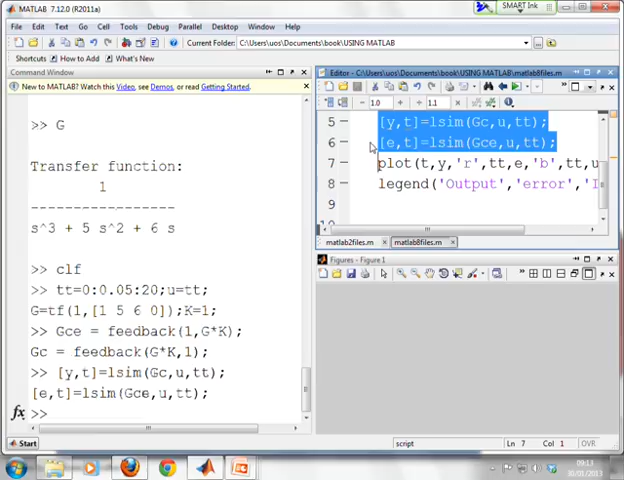 MATLAB 7.12.0 (R2011a)
SMART Ink
File Edit Text Go Cell Tools Debug Parallel Desktop Window Help
Current Folder: C:\Users\uos\Documents\book\USING MATLAB
Shortcuts How to Add What's New
Command Window
New to MATLAB? Watch this Video, see Demos, or read Getting Started.
>> G
Transfer function:
1
-----------------
s^3 + 5 s^2 + 6 s
>> clf
>> tt=0:0.05:20;u=tt;
G=tf(1,[1 5 6 0]);K=1;
>> Gce = feedback(1,G*K);
Gc = feedback(G*K,1);
>> [y,t]=lsim(Gc,u,tt);
[e,t]=lsim(Gce,u,tt);
fx >>
Editor - C:\Users\uos\Documents\book\USING MATLAB\matlab8files.m
1.0 1.1
5 [y,t]=lsim(Gc,u,tt);
6 [e,t]=lsim(Gce,u,tt);
7 plot(t,y,'r',tt,e,'b',tt,u
8 legend('Output','error','I
9
10
matlab2files.m matlab8files.m
Figures - Figure 1
Start
script Ln 7 Col 1 OVR
09:13
30/01/2013